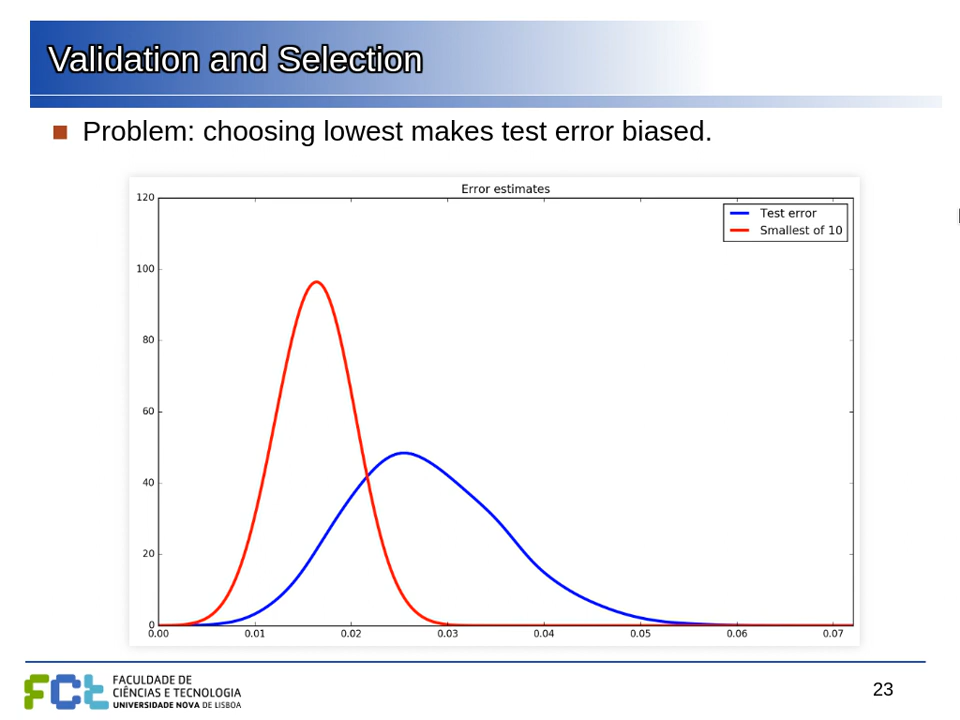 Validation and Selection
Problem: choosing lowest makes test error biased.
Error estimates
120
100
80
60
40
20
0
0.00 0.01 0.02 0.03 0.04 0.05 0.06 0.07
Test error
Smallest of 10
FCT
FACULDADE DE
CIÊNCIAS E TECNOLOGIA
UNIVERSIDADE NOVA DE LISBOA
23